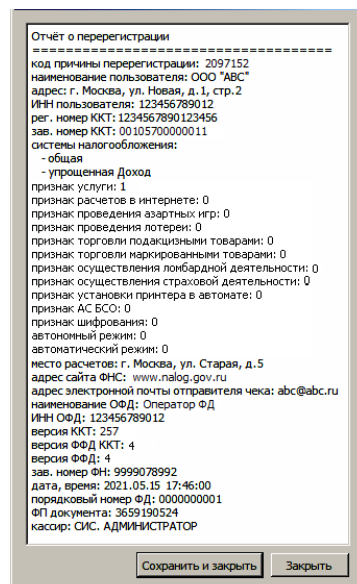 Отчёт о перерегистрации
=====================================
код причины перерегистрации: 2097152
наименование пользователя: ООО "АВС"
адрес: г. Москва, ул. Новая, д.1, стр.2
ИНН пользователя: 123456789012
рег. номер ККТ: 1234567890123456
зав. номер ККТ: 00105700000011
системы налогообложения:
- общая
- упрощенная Доход
признак услуги: 1
признак расчетов в интернете: 0
признак проведения азартных игр: 0
признак проведения лотереи: 0
признак торговли подакцизными товарами: 0
признак торговли маркированными товарами: 0
признак осуществления ломбардной деятельности: 0
признак осуществления страховой деятельности: 0
признак установки принтера в автомате: 0
признак АС БСО: 0
признак шифрования: 0
автономный режим: 0
автоматический режим: 0
место расчетов: г. Москва, ул. Старая, д.5
адрес сайта ФНС: www.nalog.gov.ru
адрес электронной почты отправителя чека: abc@abc.ru
наименование ОФД: Оператор ФД
ИНН ОФД: 123456789012
версия ККТ: 257
версия ФФД ККТ: 4
версия ФФД: 4
зав. номер ФН: 9999078992
дата, время: 2021.05.15 17:46:00
порядковый номер ФД: 0000000001
ФП документа: 3659190524
кассир: СИС. АДМИНИСТРАТОР
Сохранить и закрыть Закрыть